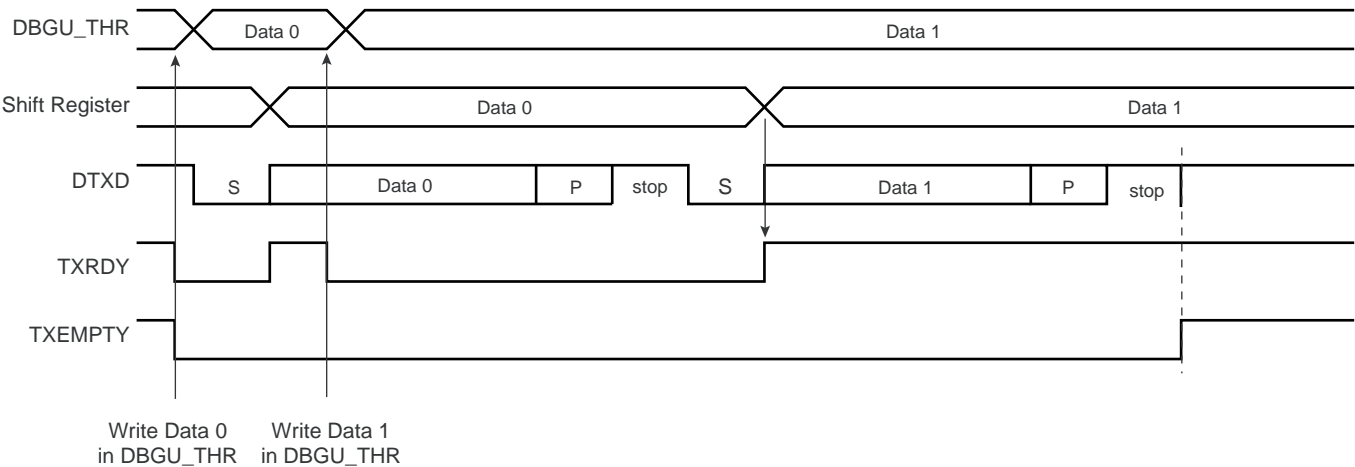 DBGU_THR Data 0 Data 1
Shift Register Data 0 Data 1
DTXD S Data 0 P stop S Data 1 P stop
TXRDY
TXEMPTY
Write Data 0 Write Data 1
in DBGU_THR in DBGU_THR